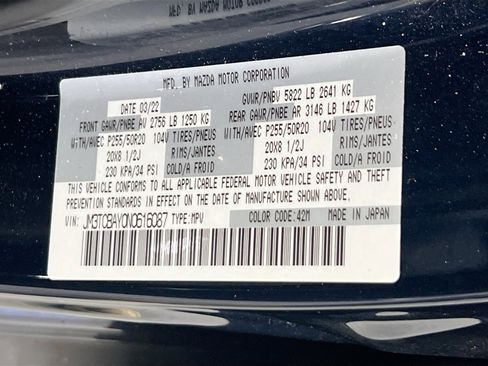 MFD. BY MAZDA MOTOR CORPORATION
DATE 03/22 GVWR/PNBV 5822 LB 2641 KG
FRONT GAWR/PNBE AV 2756 LB 1250 KG REAR GAWR/PNBE AR 3146 LB 1427 KG
WITH/AVEC P255/50R20 104V TIRES/PNEUS WITH/AVEC P255/50R20 104V TIRES/PNEUS
20X8 1/2J RIMS/JANTES 20X8 1/2J RIMS/JANTES
230 KPA/34 PSI COLD/A FROID 230 KPA/34 PSI COLD/A FROID
THIS VEHICLE CONFORMS TO ALL APPLICABLE FEDERAL MOTOR VEHICLE SAFETY AND THEFT
PREVENTION STANDARDS IN EFFECT ON THE DATE OF MANUFACTURE SHOWN ABOVE.
VIN: JM3TCBAY0N0616087 TYPE: MPV COLOR CODE: 42M MADE IN JAPAN